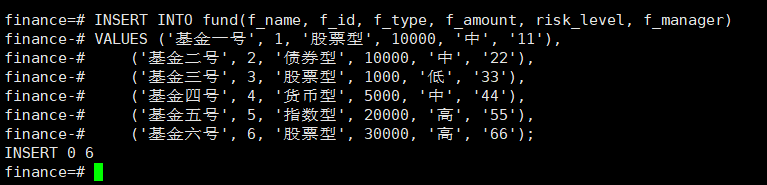 finance=# INSERT INTO fund(f_name, f_id, f_type, f_amount, risk_level, f_manager)
finance-# VALUES ('基金一号', 1, '股票型', 10000, '中', '11'),
finance-#     ('基金二号', 2, '债券型', 10000, '中', '22'),
finance-#     ('基金三号', 3, '股票型', 1000, '低', '33'),
finance-#     ('基金四号', 4, '货币型', 5000, '中', '44'),
finance-#     ('基金五号', 5, '指数型', 20000, '高', '55'),
finance-#     ('基金六号', 6, '股票型', 30000, '高', '66');
INSERT 0 6
finance=#